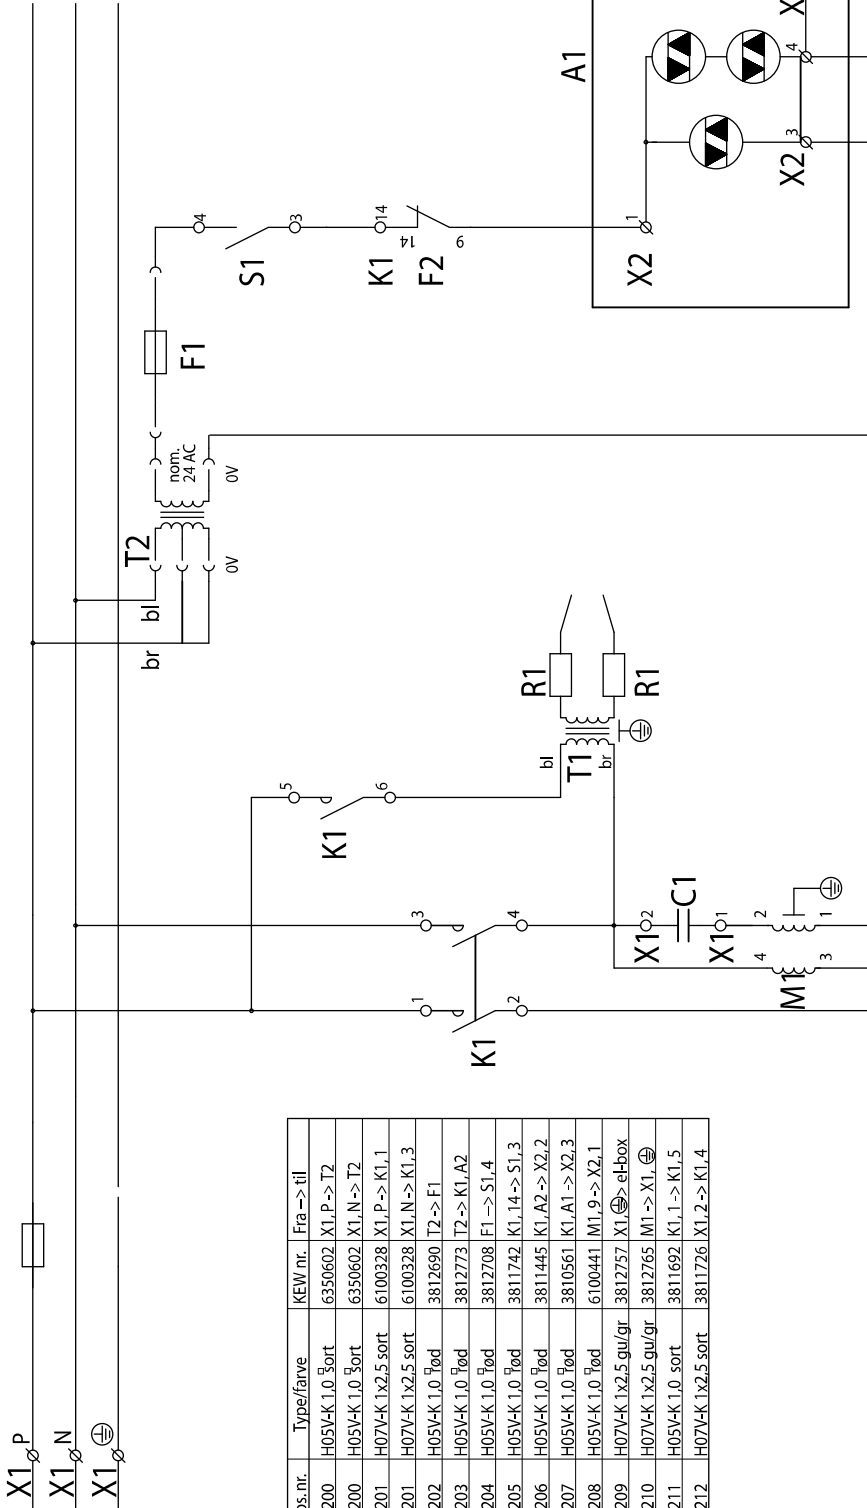 X1 P
X1 N
X1
br
bl
T2
0V
nom.
24 AC
0V
F1
4
S1
3
14
K1
14
F2
9
1
X2
A1
3
X2
4
X
5
K1
6
bl
T1
br
R1
R1
3
4
1
2
K1
X1 2
C1
X1 1
2
1
4
3
M1
s. nr. Type/farve KEW nr. Fra –> til
200 H05V-K 1,0 sort 6350602 X1, P -> T2
200 H05V-K 1,0 sort 6350602 X1, N -> T2
201 H07V-K 1x2,5 sort 6100328 X1, P -> K1, 1
201 H07V-K 1x2,5 sort 6100328 X1, N -> K1, 3
202 H05V-K 1,0 rød 3812690 T2 -> F1
203 H05V-K 1,0 rød 3812773 T2 -> K1, A2
204 H05V-K 1,0 rød 3812708 F1 –> S1, 4
205 H05V-K 1,0 rød 3811742 K1, 14 -> S1, 3
206 H05V-K 1,0 rød 3811445 K1, A2 -> X2, 2
207 H05V-K 1,0 rød 3810561 K1, A1 -> X2, 3
208 H05V-K 1,0 rød 6100441 M1, 9 -> X2, 1
209 H07V-K 1x2,5 gu/gr 3812757 X1, -> el-box
210 H07V-K 1x2,5 gu/gr 3812765 M1 -> X1,
211 H05V-K 1,0 sort 3811692 K1, 1 -> K1, 5
212 H07V-K 1x2,5 sort 3811726 X1, 2 -> K1, 4